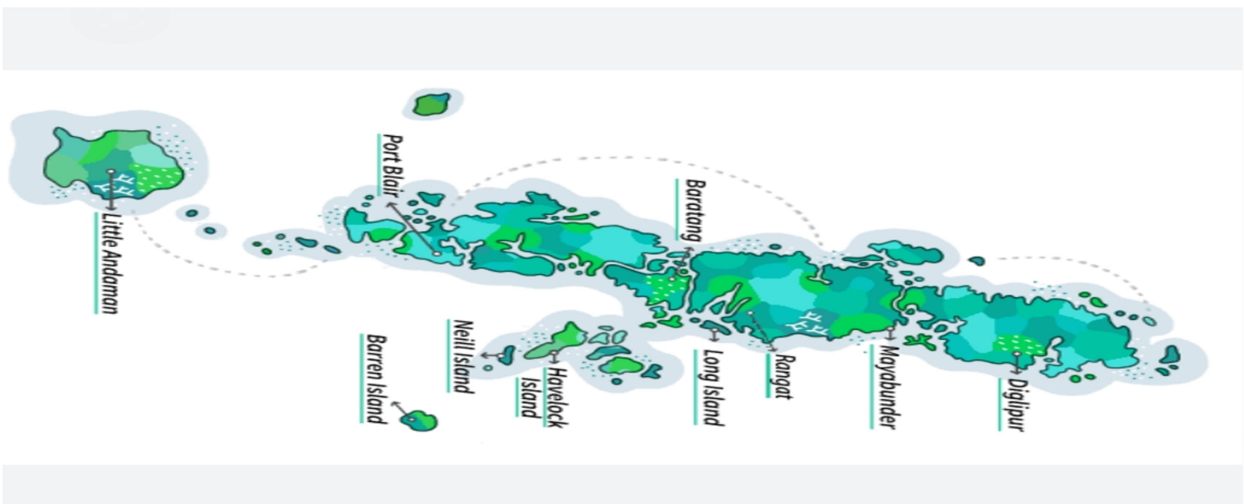 Diglipur
Mayabunder
Rangat
Long Island
Baratang
Havelock
Island
Neill Island
Port Blair
Barren Island
Little Andaman